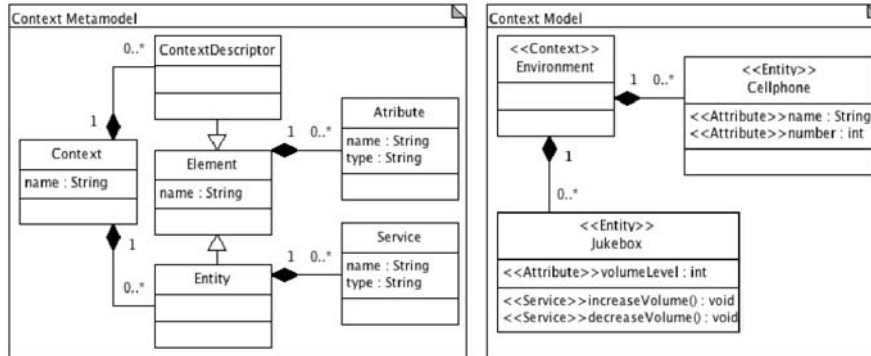 Context Metamodel
ContextDescriptor
0..*
1
Context
name : String
1
0..*
Element
name : String
1
0..*
Atribute
name : String
type : String
Entity
1
0..*
Service
name : String
type : String
Context Model
<<Context>>
Environment
1
0..*
<<Entity>>
Cellphone
<<Attribute>>name : String
<<Attribute>>number : int
1
0..*
<<Entity>>
Jukebox
<<Attribute>>volumeLevel : int
<<Service>>increaseVolume() : void
<<Service>>decreaseVolume() : void